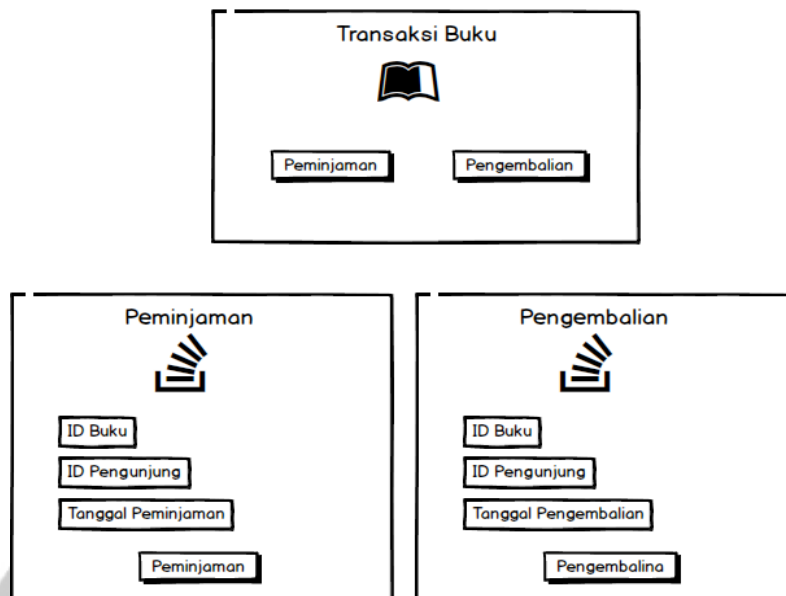 Transaksi Buku
Peminjaman
Pengembalian
Peminjaman
ID Buku
ID Pengunjung
Tanggal Peminjaman
Peminjaman
Pengembalian
ID Buku
ID Pengunjung
Tanggal Pengembalian
Pengembalina